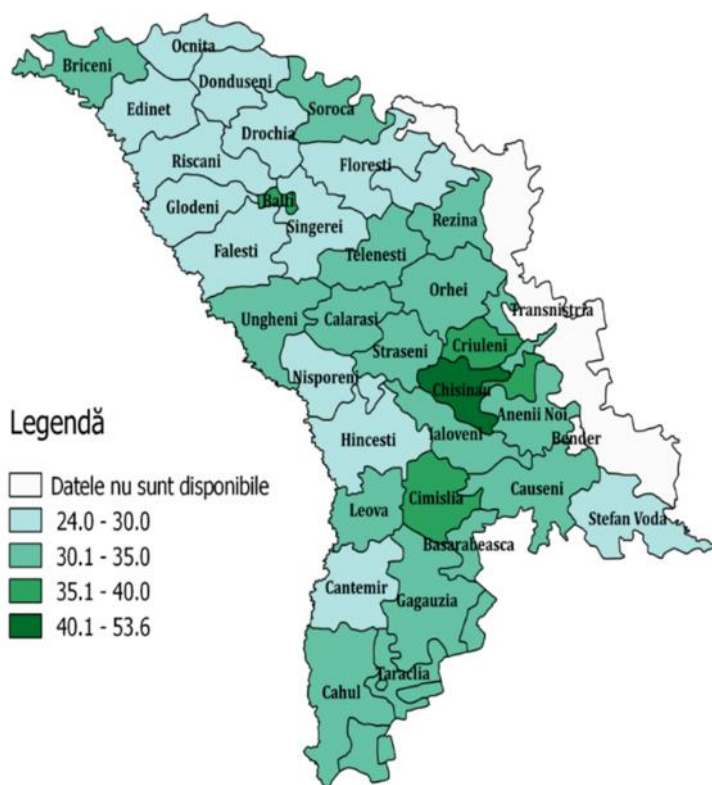 Ocnita
Briceni
Donduseni
Edinet
Soroca
Drochia
Riscani
Floresti
Glodeni
Balti
Singerei
Rezina
Falesti
Telenesti
Orhei
Transnistria
Ungheni
Calarasi
Straseni
Criuleni
Nisporeni
Chisinau
Anenii Noi
Hincesti
Ialoveni
Bender
Leova
Cimislia
Causeni
Stefan Voda
Basarabeasca
Cantemir
Gagauzia
Taraclia
Cahul
Legendă
Datele nu sunt disponibile
24.0 - 30.0
30.1 - 35.0
35.1 - 40.0
40.1 - 53.6